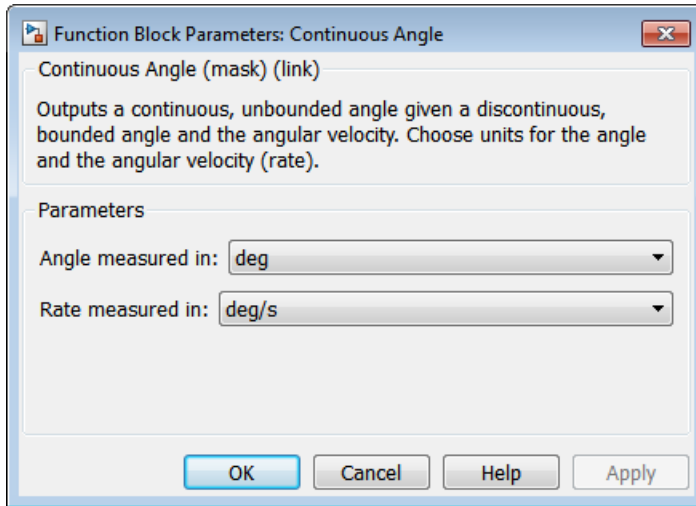 Function Block Parameters: Continuous Angle
Continuous Angle (mask) (link)
Outputs a continuous, unbounded angle given a discontinuous,
bounded angle and the angular velocity. Choose units for the angle
and the angular velocity (rate).
Parameters
Angle measured in: deg
Rate measured in: deg/s
OK Cancel Help Apply